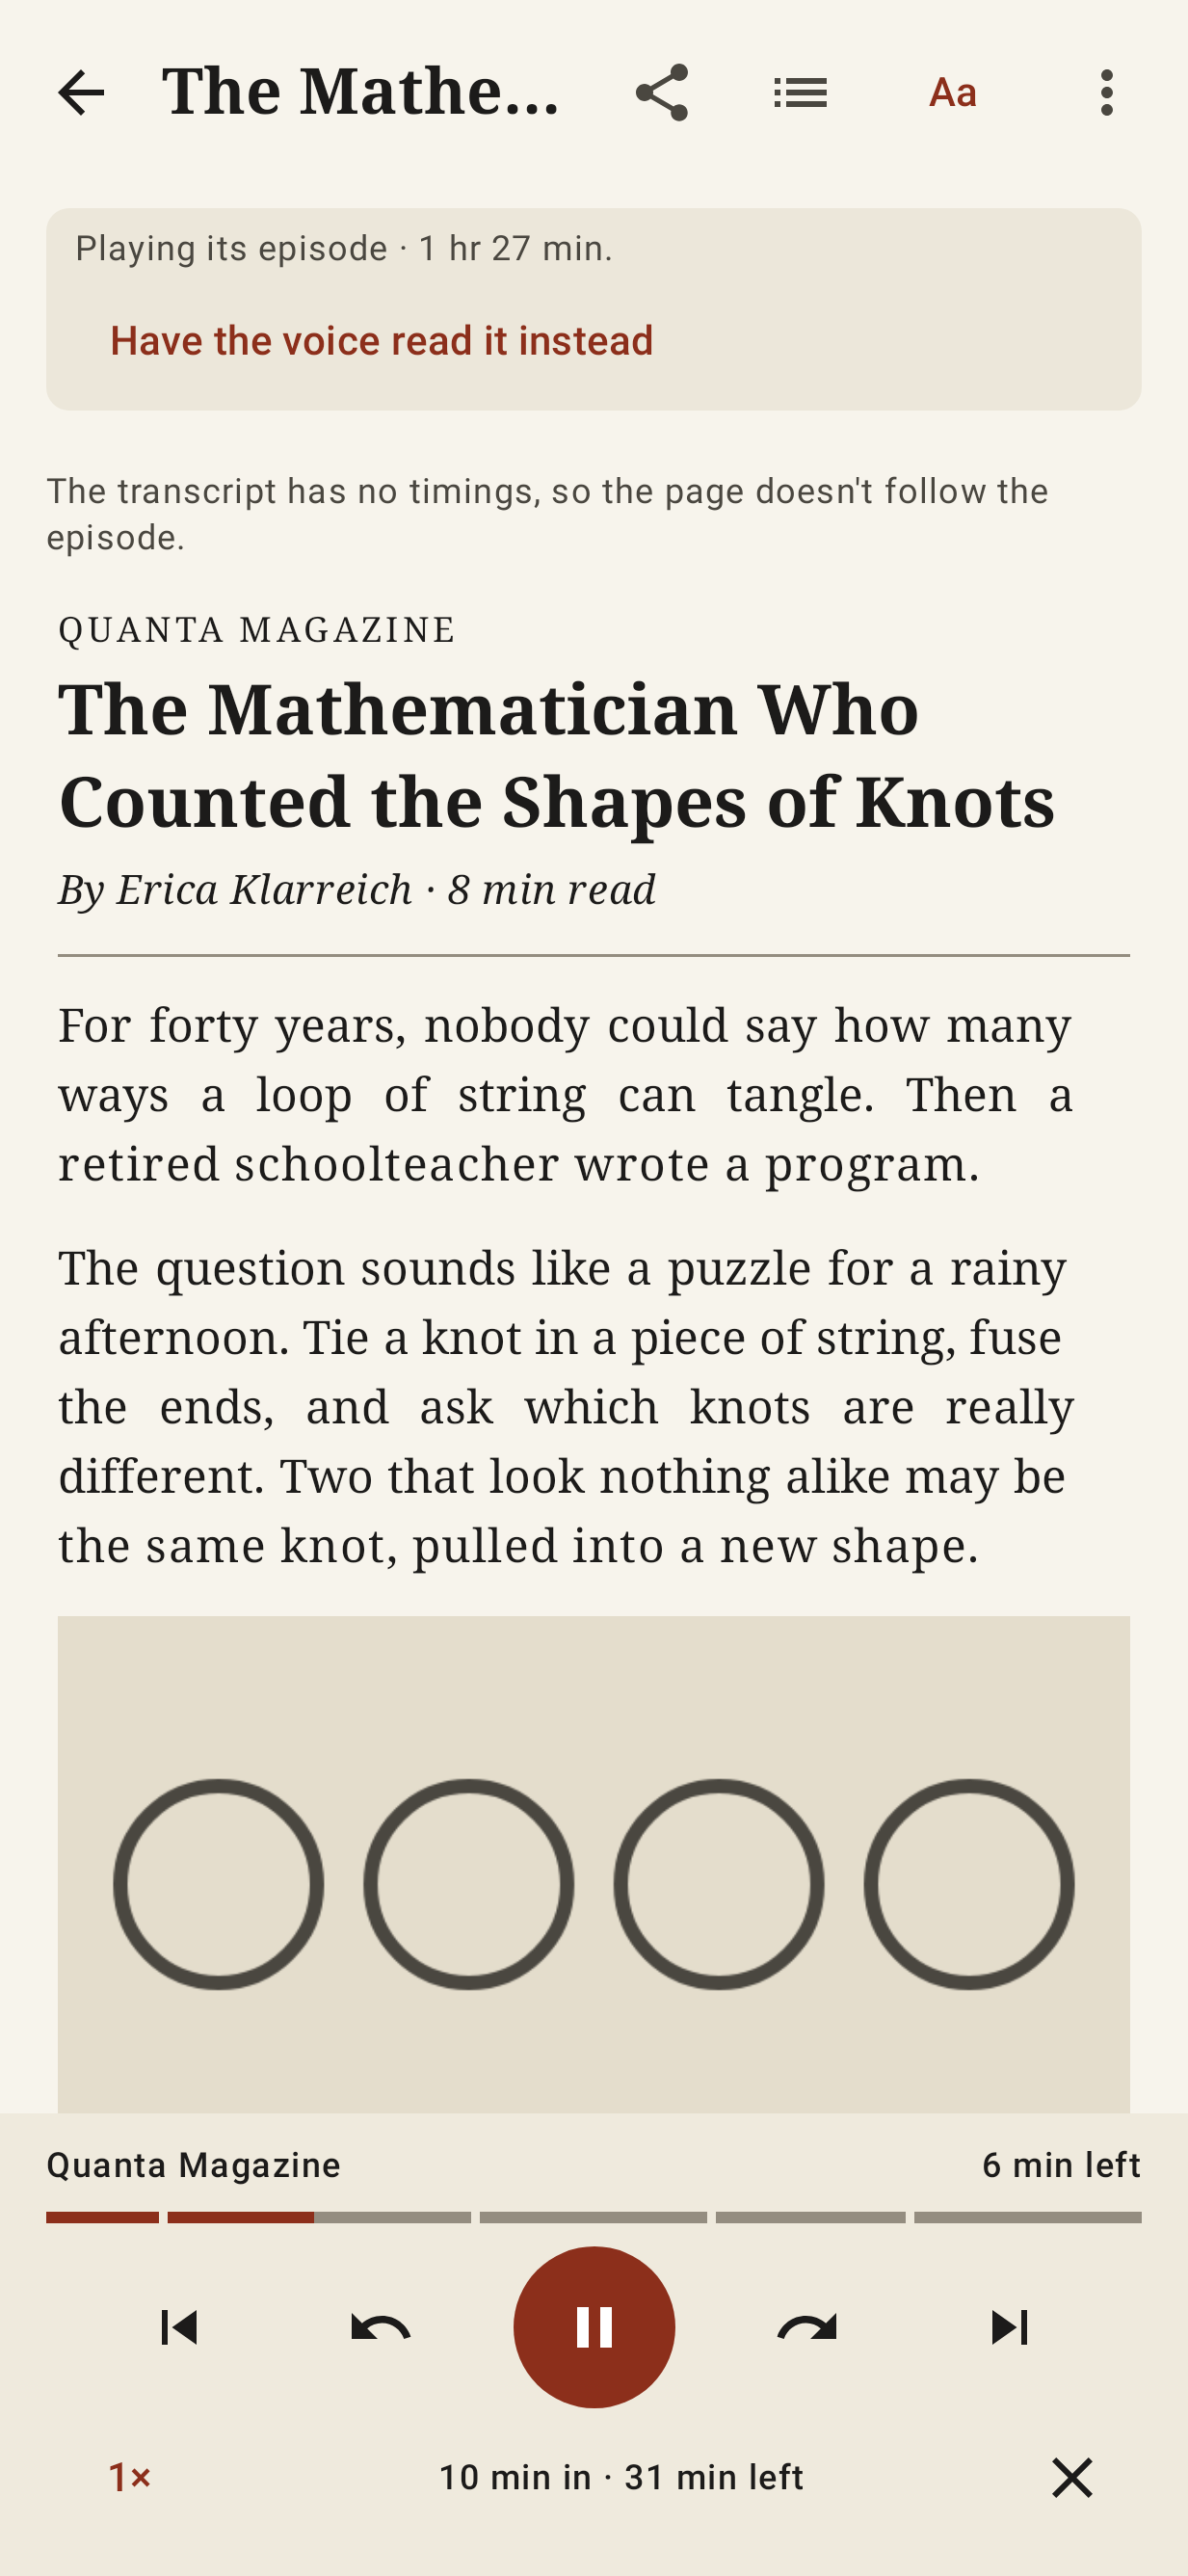 The Mathe...
Aa
Playing its episode · 1 hr 27 min.
Have the voice read it instead
The transcript has no timings, so the page doesn't follow the
episode.
QUANTA MAGAZINE
The Mathematician Who
Counted the Shapes of Knots
By Erica Klarreich · 8 min read
For forty years, nobody could say how many
ways a loop of string can tangle. Then a
retired schoolteacher wrote a program.
The question sounds like a puzzle for a rainy
afternoon. Tie a knot in a piece of string, fuse
the ends, and ask which knots are really
different. Two that look nothing alike may be
the same knot, pulled into a new shape.
Quanta Magazine
6 min left
1×
10 min in · 31 min left